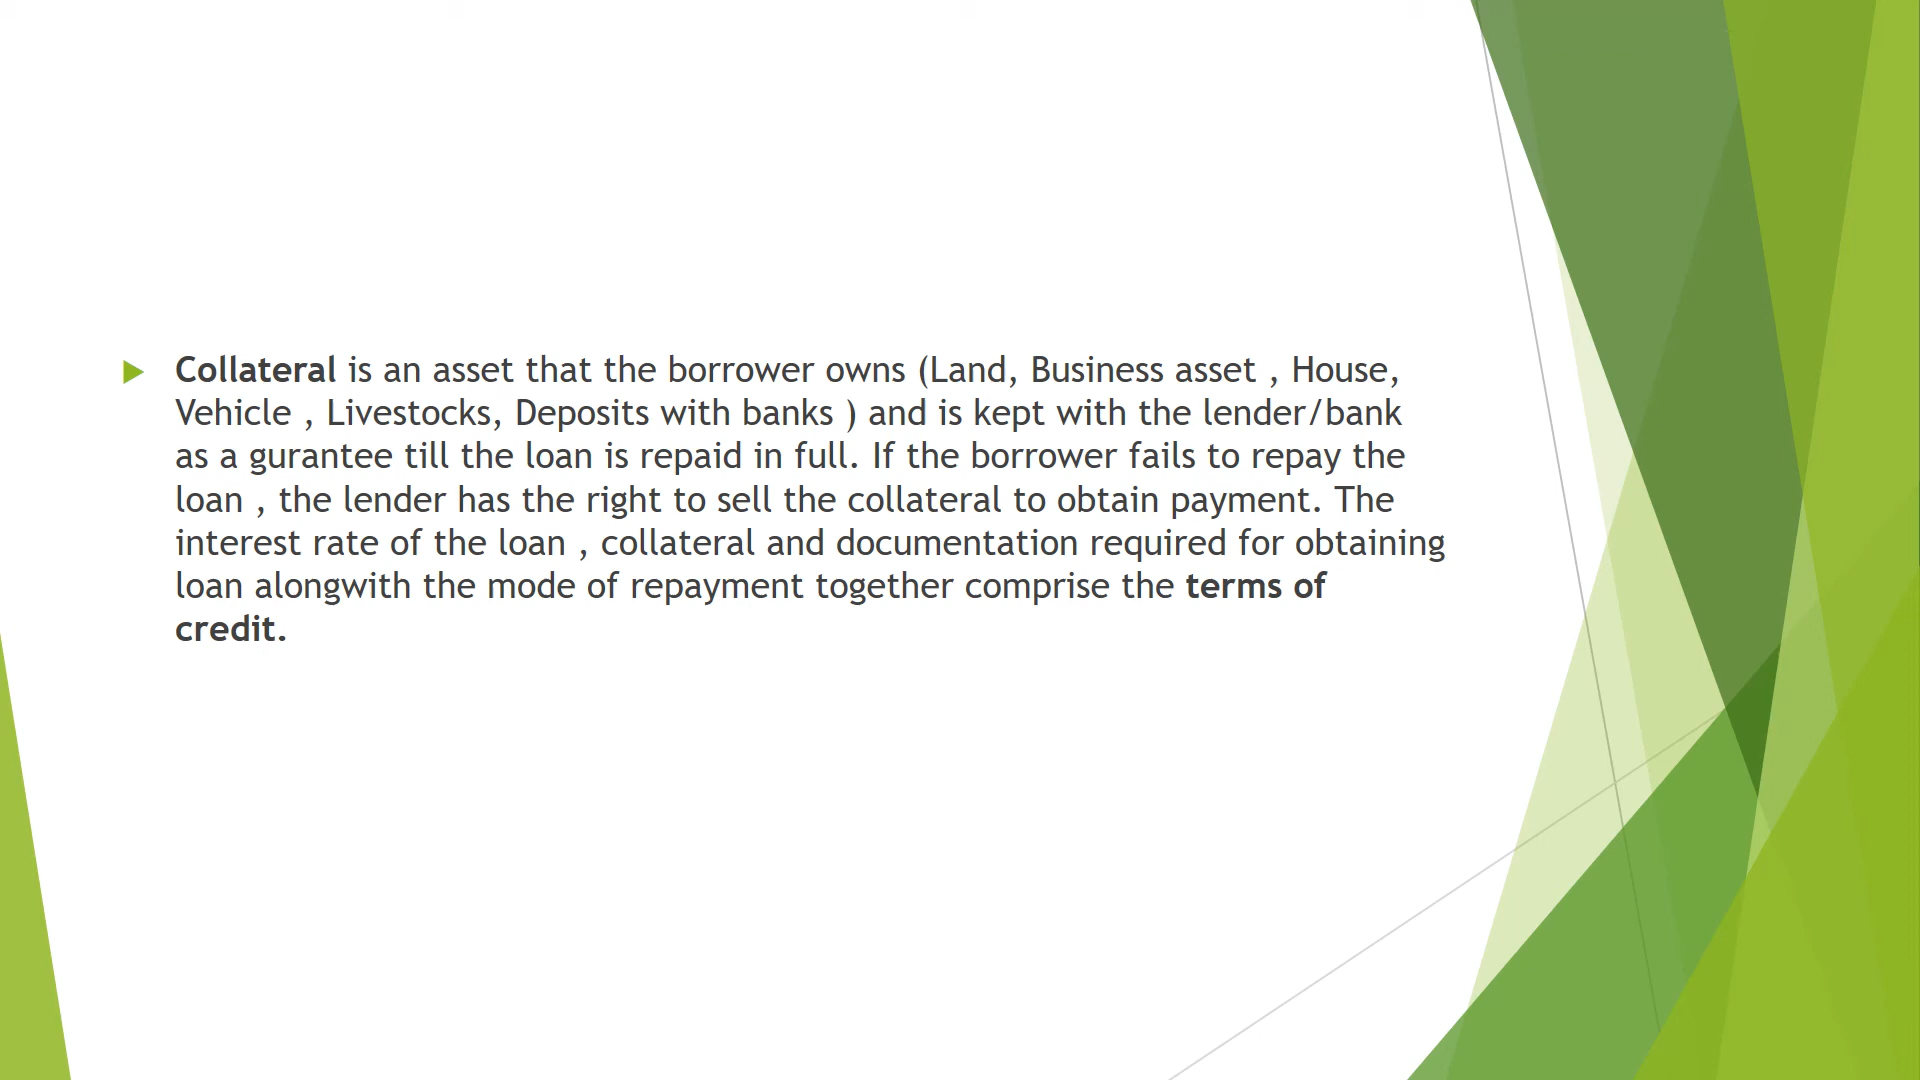 Collateral is an asset that the borrower owns (Land, Business asset , House,
Vehicle , Livestocks, Deposits with banks ) and is kept with the lender/bank
as a gurantee till the loan is repaid in full. If the borrower fails to repay the
loan , the lender has the right to sell the collateral to obtain payment. The
interest rate of the loan , collateral and documentation required for obtaining
loan alongwith the mode of repayment together comprise the terms of
credit.